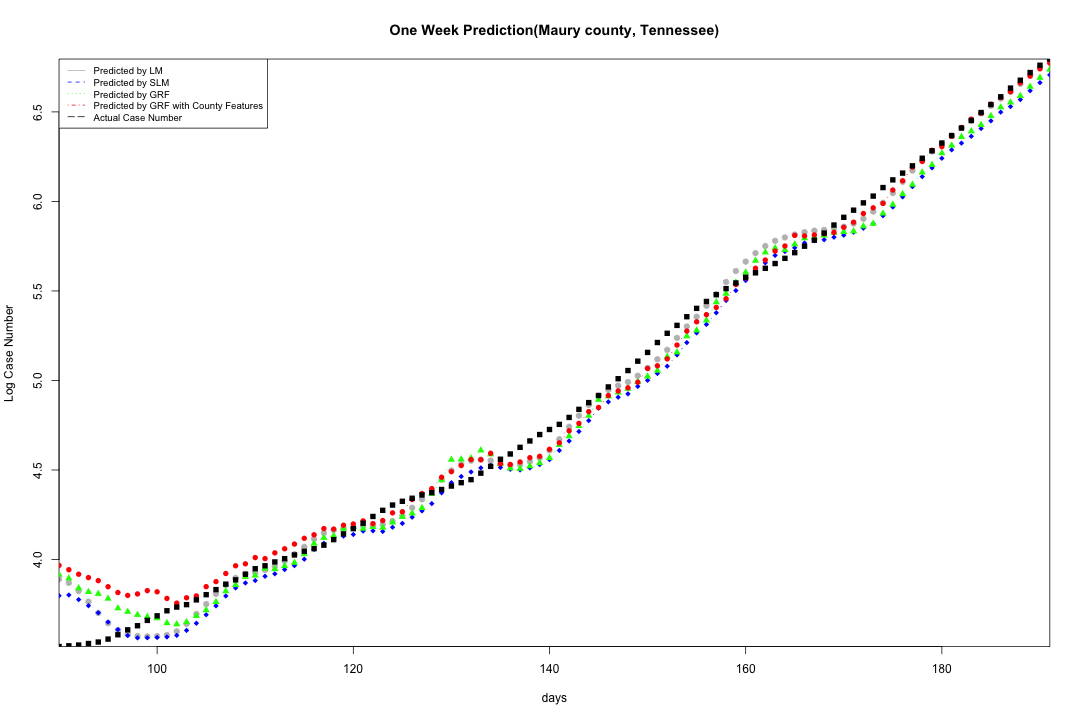 One Week Prediction(Maury county, Tennessee)
Predicted by LM
Predicted by SLM
Predicted by GRF
Predicted by GRF with County Features
Actual Case Number
6.5
6.0
5.5
5.0
4.5
4.0
Log Case Number
100 120 140 160 180
days